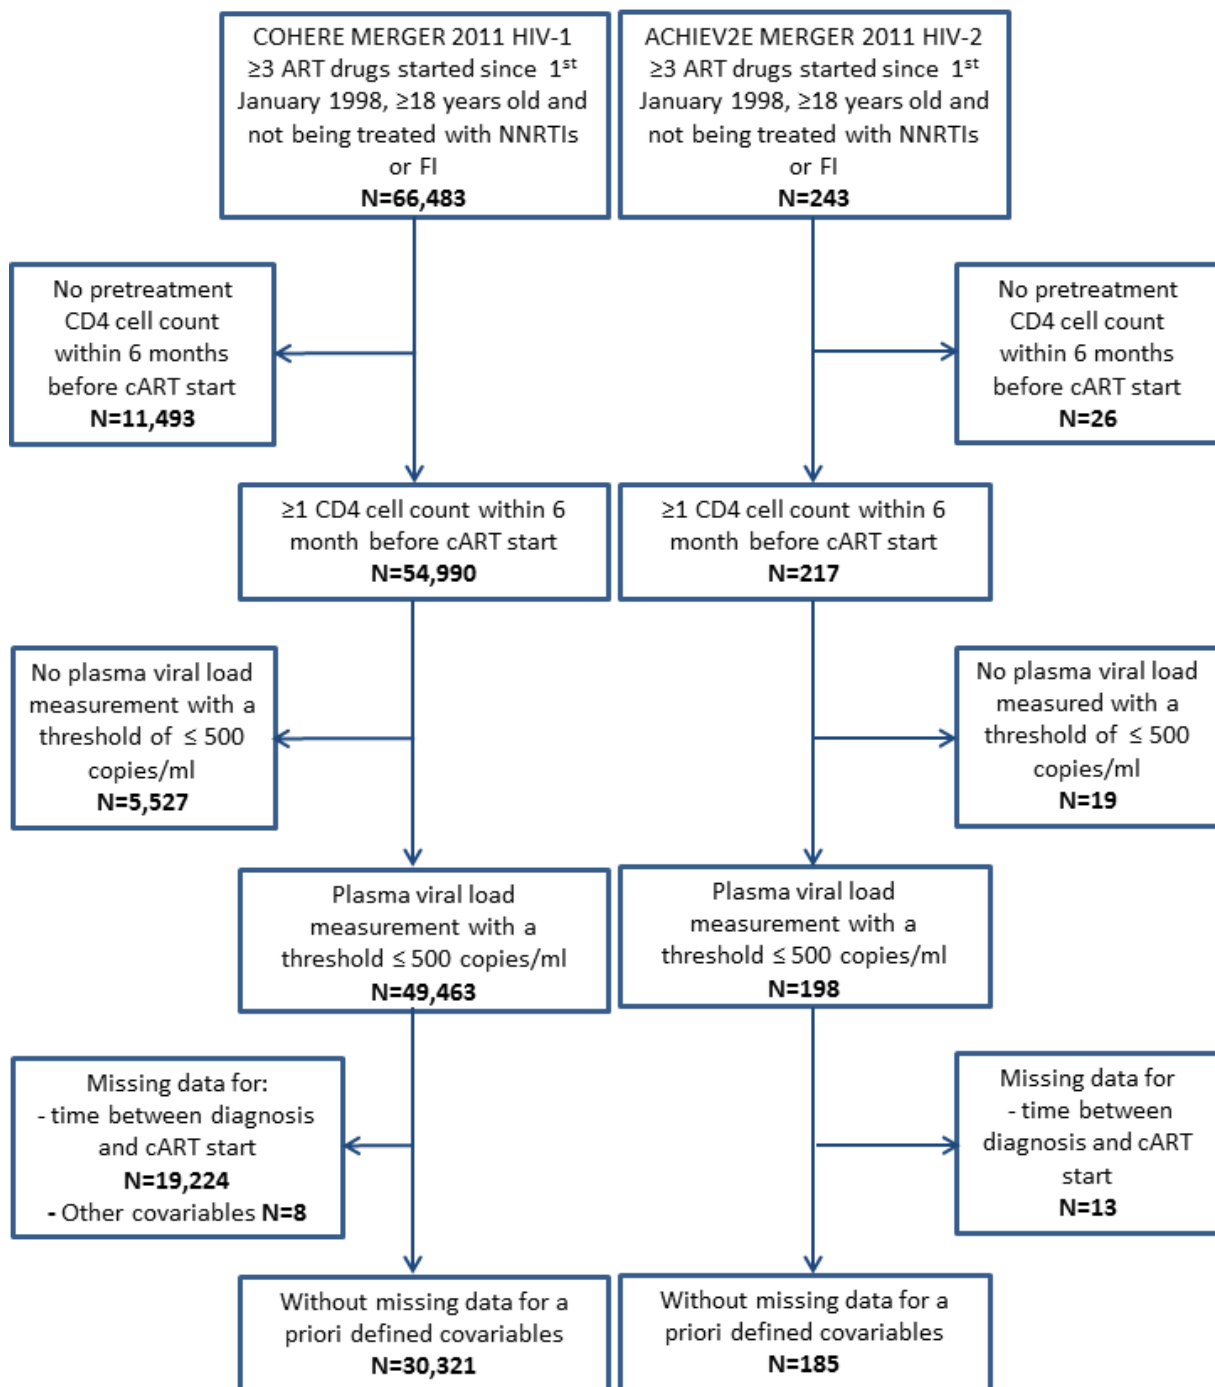 COHERE MERGER 2011 HIV-1
≥3 ART drugs started since 1st
January 1998, ≥18 years old and
not being treated with NNRTIs
or FI
N=66,483
ACHIEV2E MERGER 2011 HIV-2
≥3 ART drugs started since 1st
January 1998, ≥18 years old and
not being treated with NNRTIs
or FI
N=243
No pretreatment
CD4 cell count
within 6 months
before cART start
N=11,493
No pretreatment
CD4 cell count
within 6 months
before cART start
N=26
≥1 CD4 cell count within 6
month before cART start
N=54,990
≥1 CD4 cell count within 6
month before cART start
N=217
No plasma viral load
measurement with a
threshold of ≤ 500
copies/ml
N=5,527
No plasma viral load
measured with a
threshold of ≤ 500
copies/ml
N=19
Plasma viral load
measurement with a
threshold ≤ 500 copies/ml
N=49,463
Plasma viral load
measurement with a
threshold ≤ 500 copies/ml
N=198
Missing data for:
- time between diagnosis
and cART start
N=19,224
- Other covariables N=8
Missing data for
- time between
diagnosis and cART
start
N=13
Without missing data for a
priori defined covariables
N=30,321
Without missing data for a
priori defined covariables
N=185